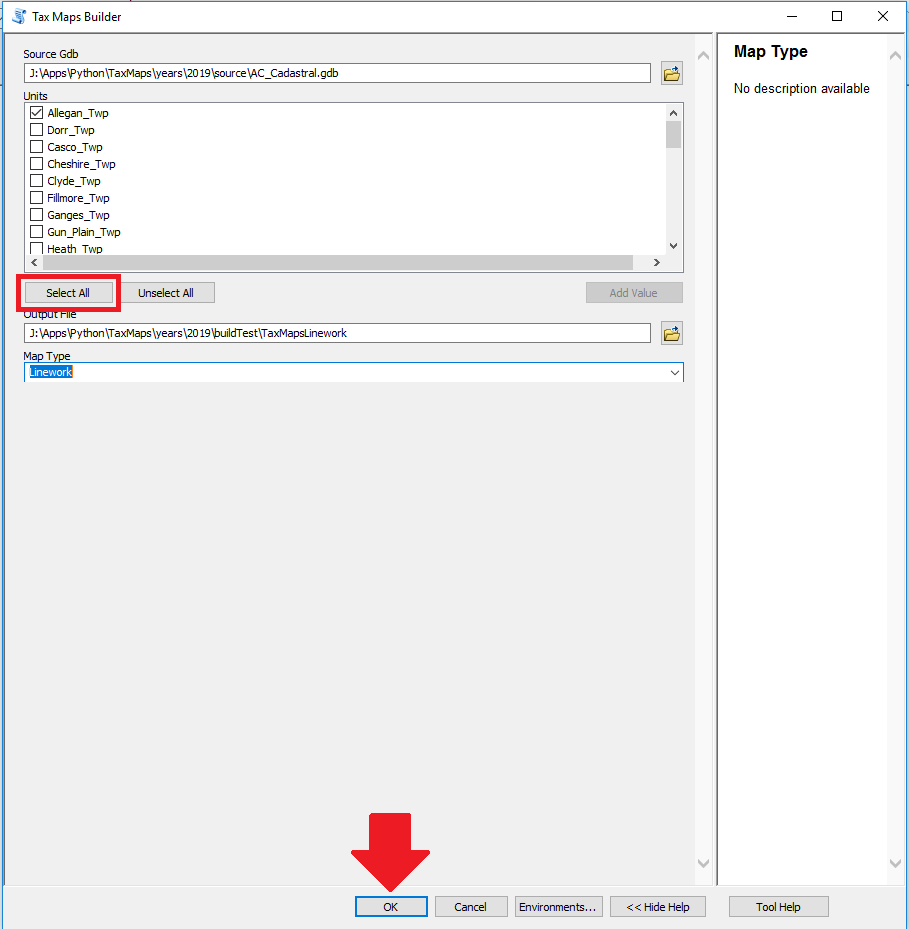 Tax Maps Builder
Source Gdb
J:\Apps\Python\TaxMaps\years\2019\source\AC_Cadastral.gdb
Units
Allegan_Twp
Dorr_Twp
Casco_Twp
Cheshire_Twp
Clyde_Twp
Fillmore_Twp
Ganges_Twp
Gun_Plain_Twp
Heath_Twp
Select All
Unselect All
Add Value
Output File
J:\Apps\Python\TaxMaps\years\2019\buildTest\TaxMapsLinework
Map Type
Linework
OK
Cancel
Environments...
<< Hide Help
Map Type
No description available
Tool Help